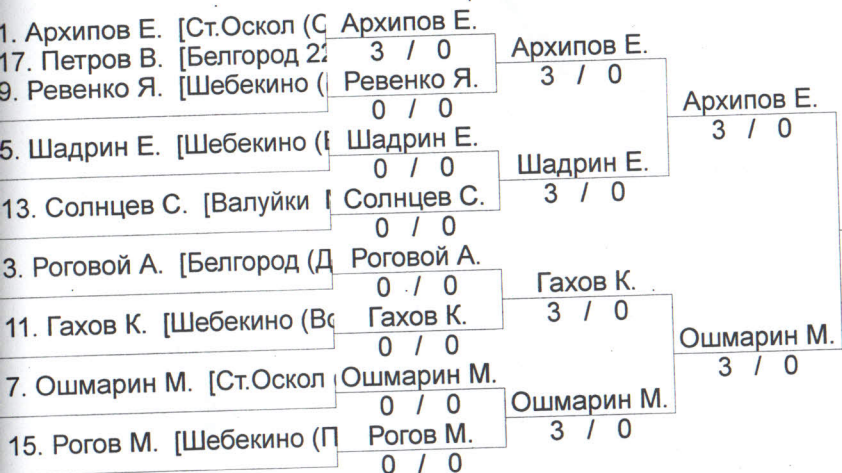 1. Архипов Е. [Ст.Оскол (С
17. Петров В. [Белгород 22
9. Ревенко Я. [Шебекино (
5. Шадрин Е. [Шебекино (В
13. Солнцев С. [Валуйки
3. Роговой А. [Белгород (Д
11. Гахов К. [Шебекино (Во
7. Ошмарин М. [Ст.Оскол (
15. Рогов М. [Шебекино (П
Архипов Е.
3 / 0
Ревенко Я.
0 / 0
Шадрин Е.
0 / 0
Солнцев С.
0 / 0
Роговой А.
0 / 0
Гахов К.
0 / 0
Ошмарин М.
0 / 0
Рогов М.
0 / 0
Архипов Е.
3 / 0
Шадрин Е.
3 / 0
Гахов К.
3 / 0
Ошмарин М.
3 / 0
Архипов Е.
3 / 0
Ошмарин М.
3 / 0